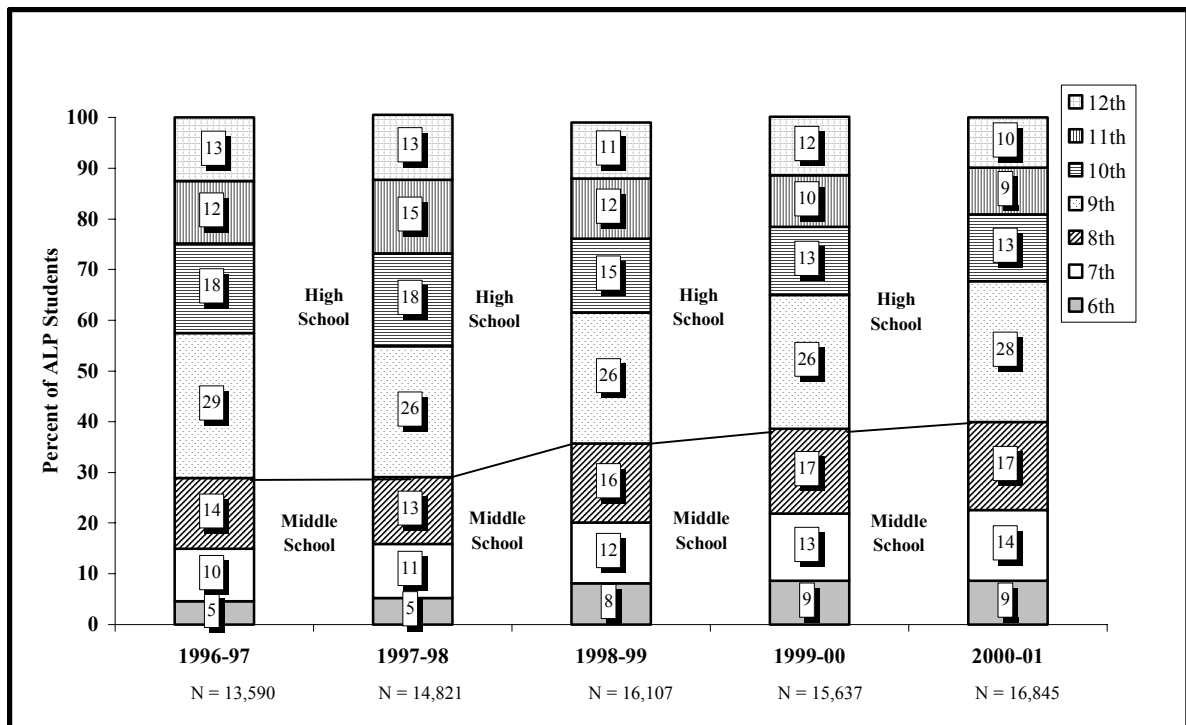 Percent of ALP Students
100
90
80
70
60
50
40
30
20
10
0
13
12
18
29
14
10
5
13
15
18
26
13
11
5
11
12
15
26
16
12
8
12
10
13
26
17
13
9
10
9
13
28
17
14
9
High
School
High
School
High
School
High
School
Middle
School
Middle
School
Middle
School
Middle
School
12th
11th
10th
9th
8th
7th
6th
1996-97
1997-98
1998-99
1999-00
2000-01
N = 13,590
N = 14,821
N = 16,107
N = 15,637
N = 16,845